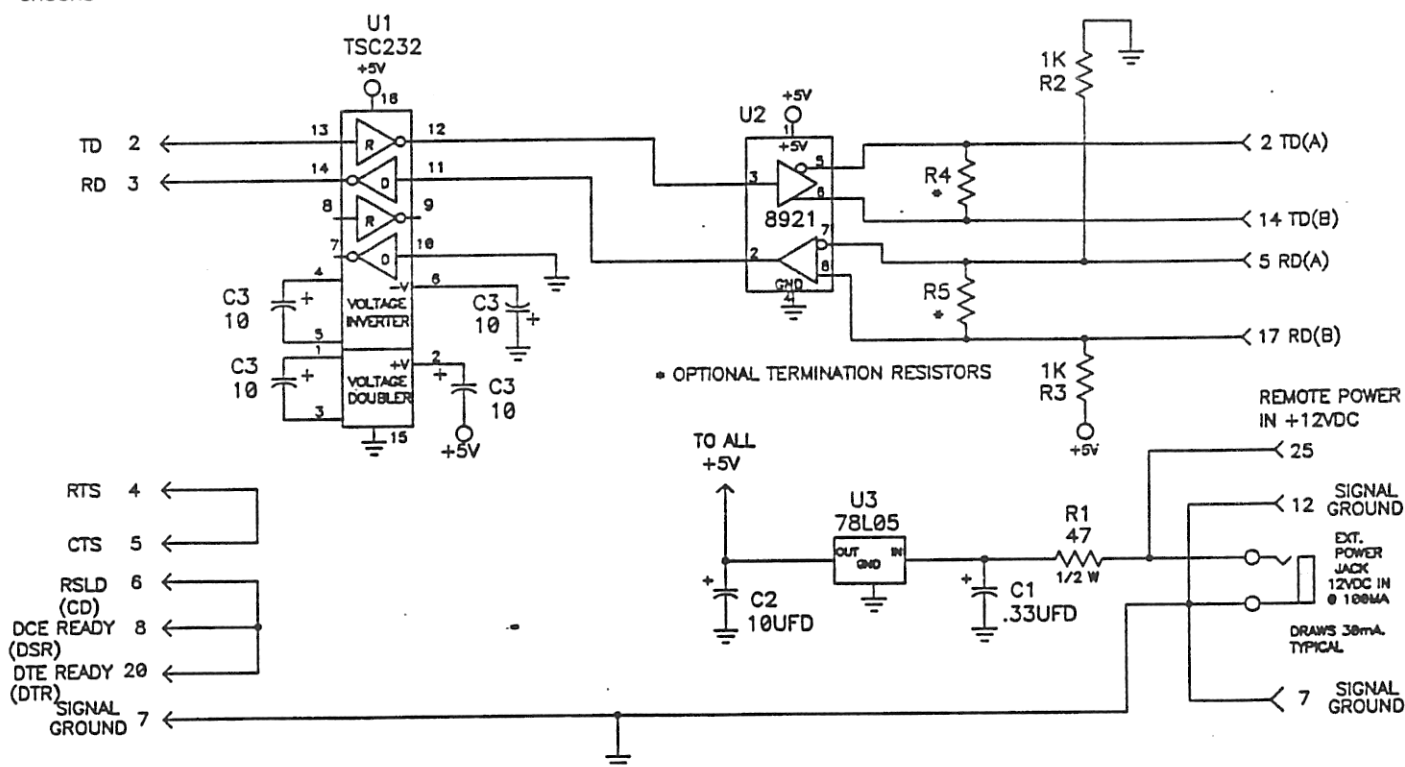 U1
TSC232
+5V
16
TD 2
13
R
12
RD 3
14
D
11
8
R
9
7
D
10
4
-V
6
C3
10
+
VOLTAGE
INVERTER
5
C3
10
+
1
+V
2
C3
10
+
VOLTAGE
DOUBLER
3
+
C3
10
15
+5V
U2
+5V
1
+5V
3
5
6
8921
7
2
8
GND
4
1K
R2
R4
*
R5
*
2 TD(A)
14 TD(B)
5 RD(A)
17 RD(B)
* OPTIONAL TERMINATION RESISTORS
1K
R3
+5V
REMOTE POWER
IN +12VDC
25
TO ALL
+5V
U3
78L05
OUT
IN
GND
R1
47
1/2 W
+
C2
10UFD
+
C1
.33UFD
12
SIGNAL
GROUND
EXT.
POWER
JACK
12VDC IN
@ 100MA
DRAWS 30mA.
TYPICAL
7
SIGNAL
GROUND
RTS 4
CTS 5
RSLD 6
(CD)
DCE READY 8
(DSR)
DTE READY 20
(DTR)
SIGNAL
GROUND 7